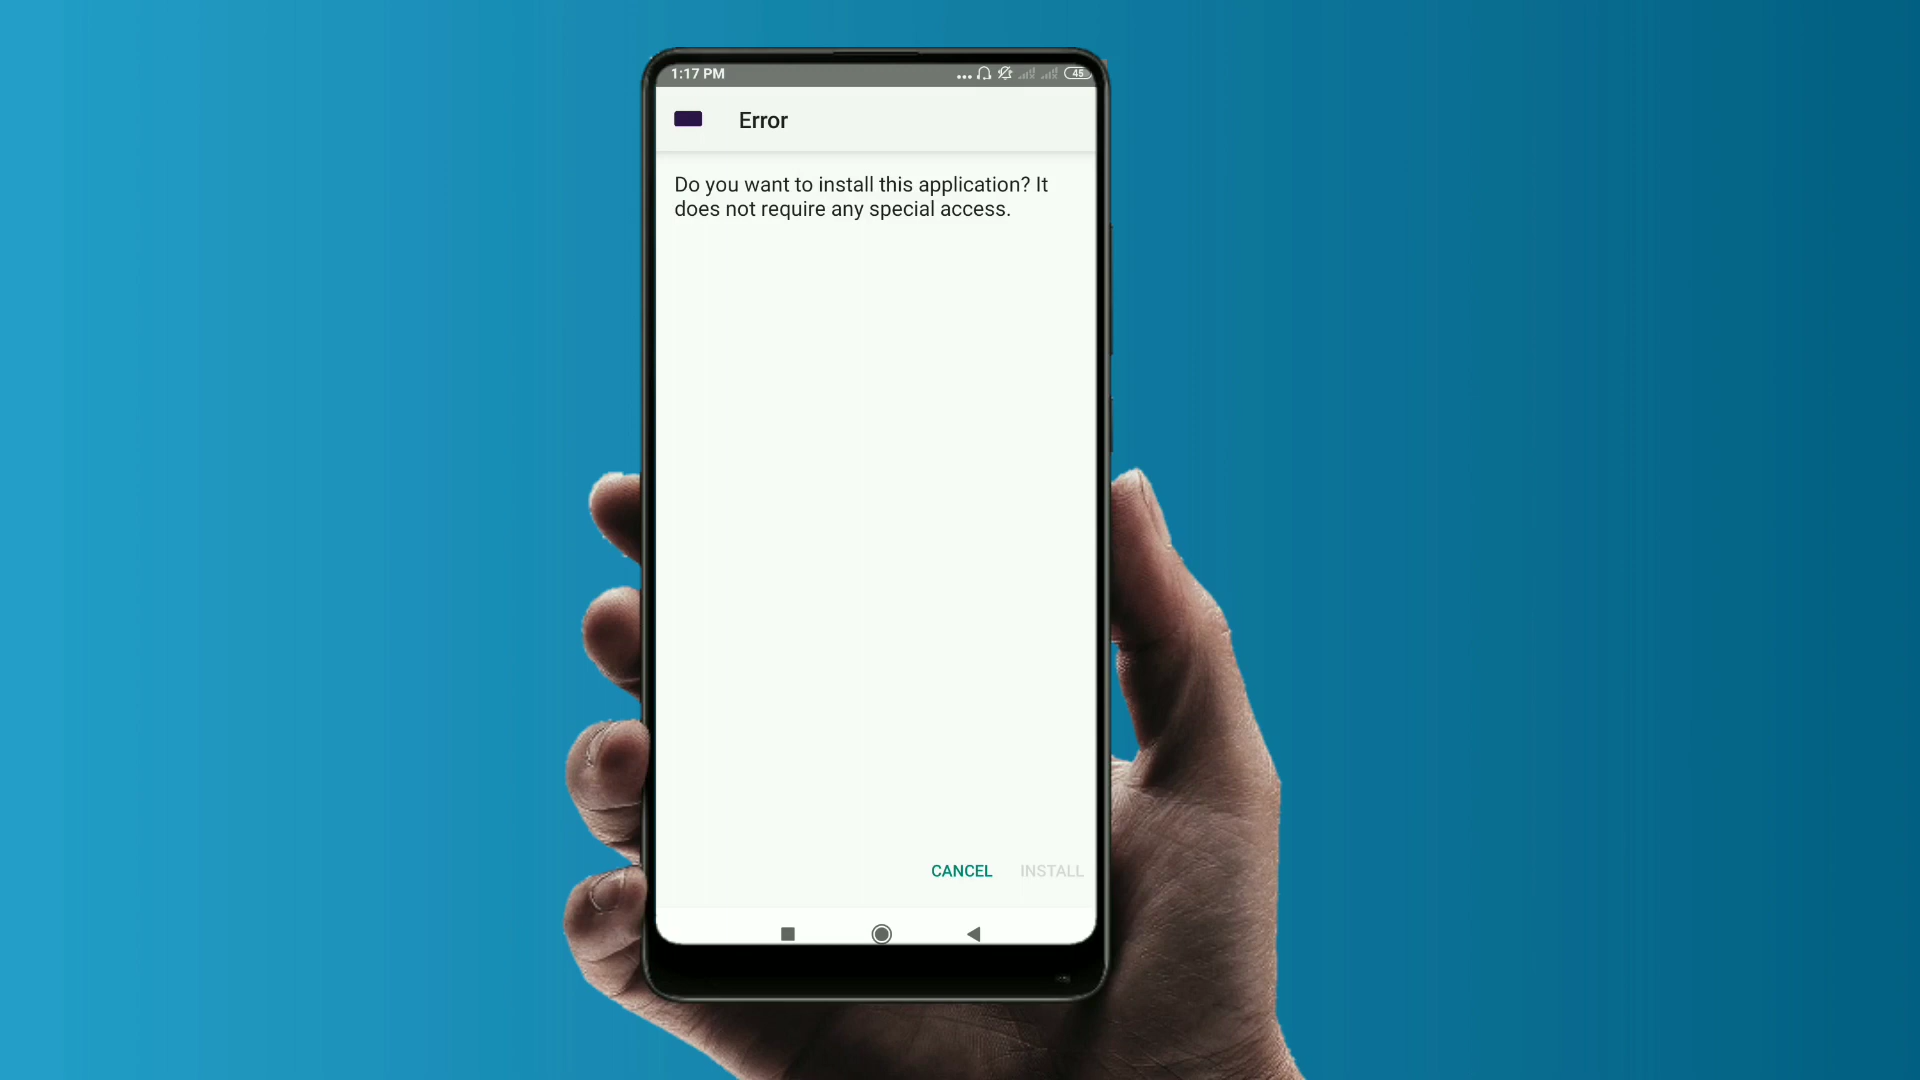 1:17 PM
45
Error
Do you want to install this application? It
does not require any special access.
CANCEL
INSTALL